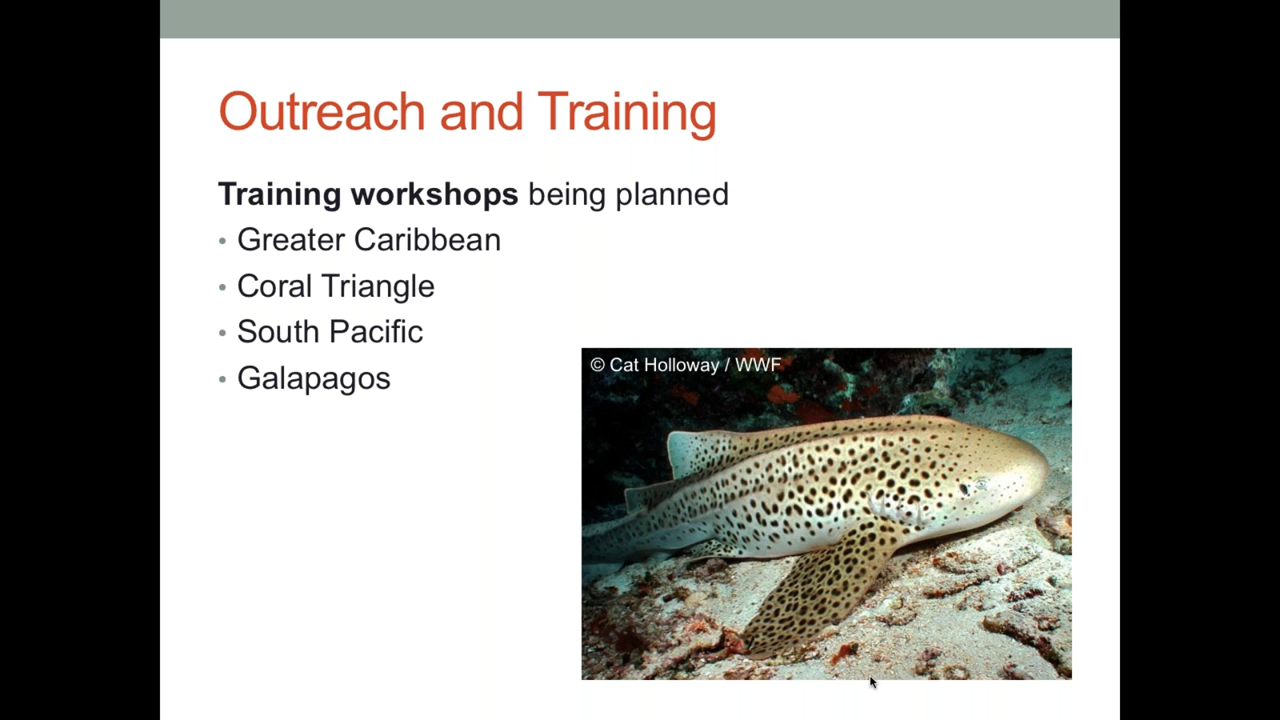 Outreach and Training
Training workshops being planned
• Greater Caribbean
• Coral Triangle
• South Pacific
• Galapagos
© Cat Holloway / WWF